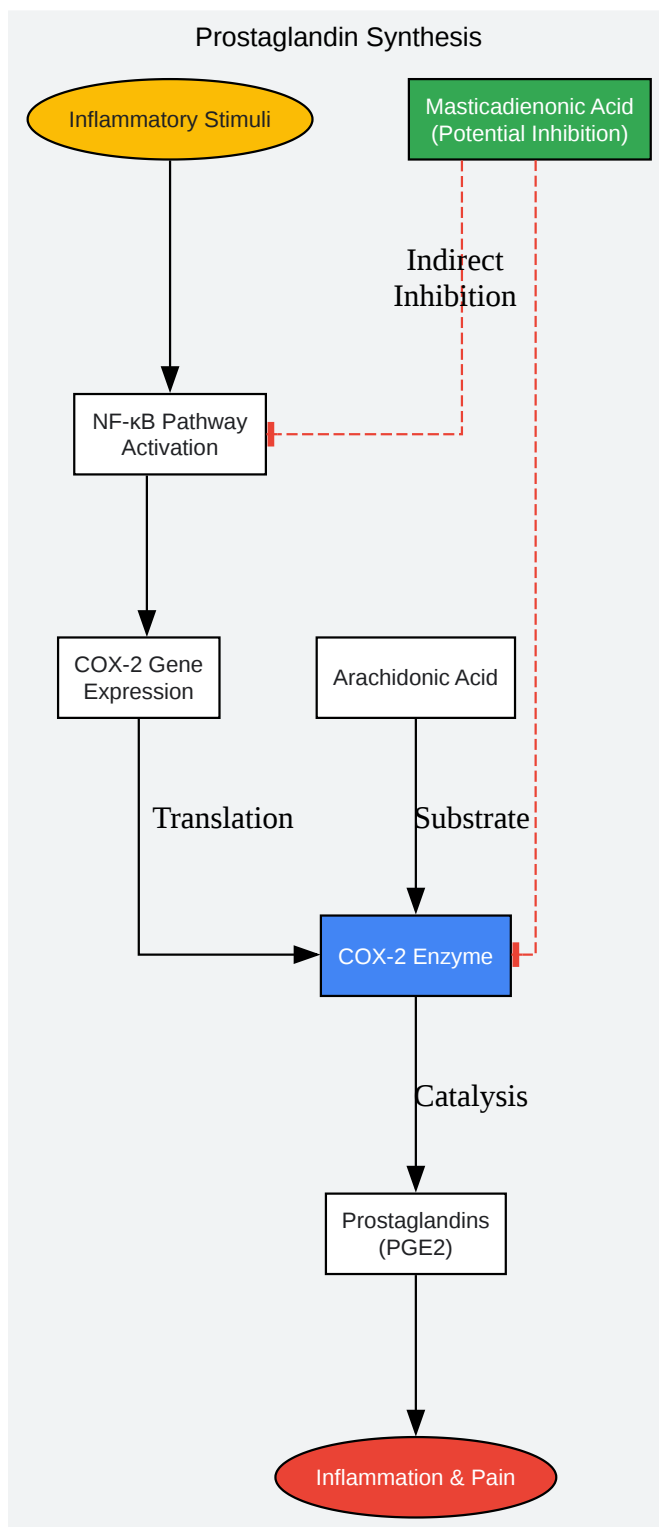 Prostaglandin Synthesis
Inflammatory Stimuli
Masticadienonic Acid
(Potential Inhibition)
Indirect
Inhibition
NF-κB Pathway
Activation
COX-2 Gene
Expression
Arachidonic Acid
Translation
Substrate
COX-2 Enzyme
Catalysis
Prostaglandins
(PGE2)
Inflammation & Pain